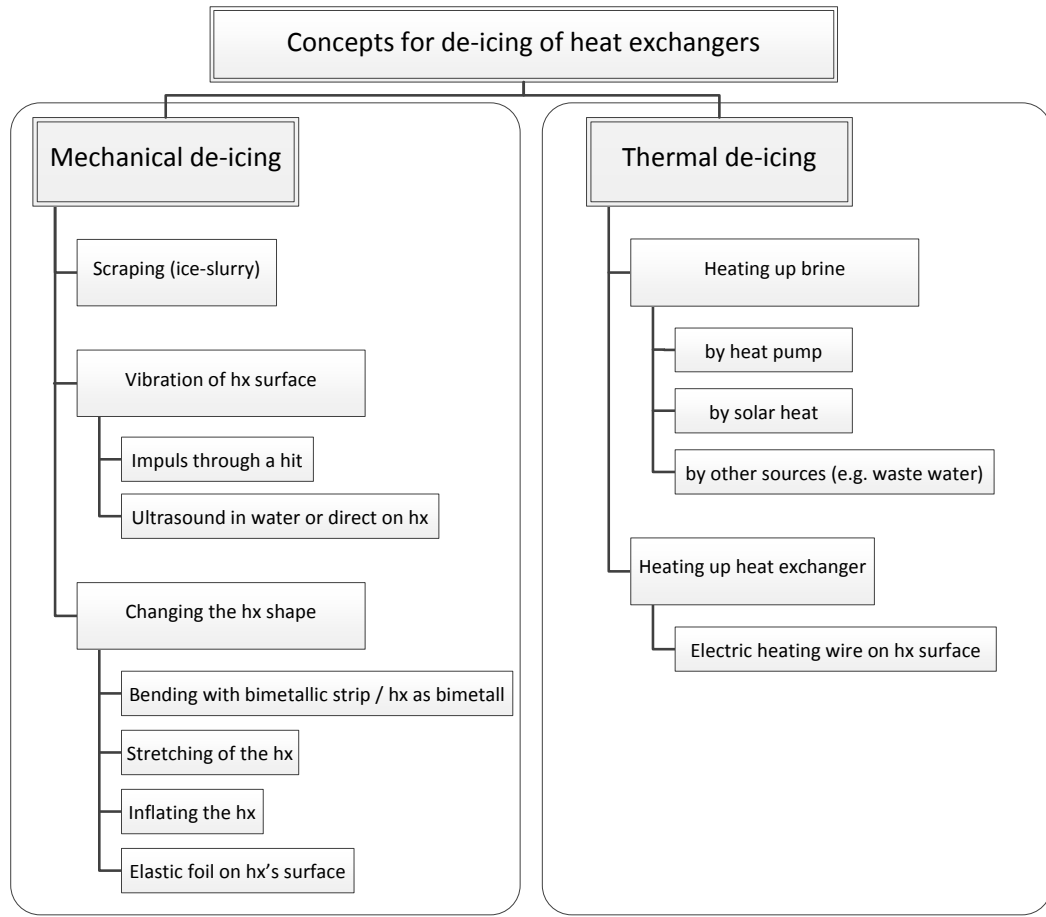 Concepts for de-icing of heat exchangers
Mechanical de-icing
Scraping (ice-slurry)
Vibration of hx surface
Impuls through a hit
Ultrasound in water or direct on hx
Changing the hx shape
Bending with bimetallic strip / hx as bimetall
Stretching of the hx
Inflating the hx
Elastic foil on hx’s surface
Thermal de-icing
Heating up brine
by heat pump
by solar heat
by other sources (e.g. waste water)
Heating up heat exchanger
Electric heating wire on hx surface